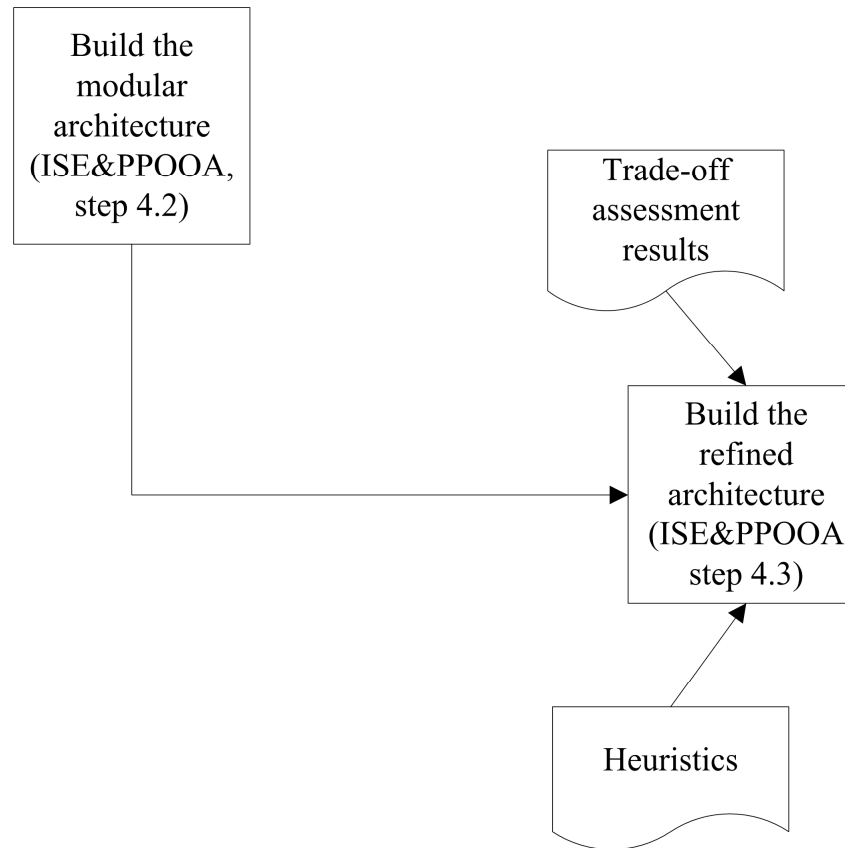 Build the
modular
architecture
(ISE&PPOOA,
step 4.2)
Trade-off
assessment
results
Build the
refined
architecture
(ISE&PPOOA
step 4.3)
Heuristics